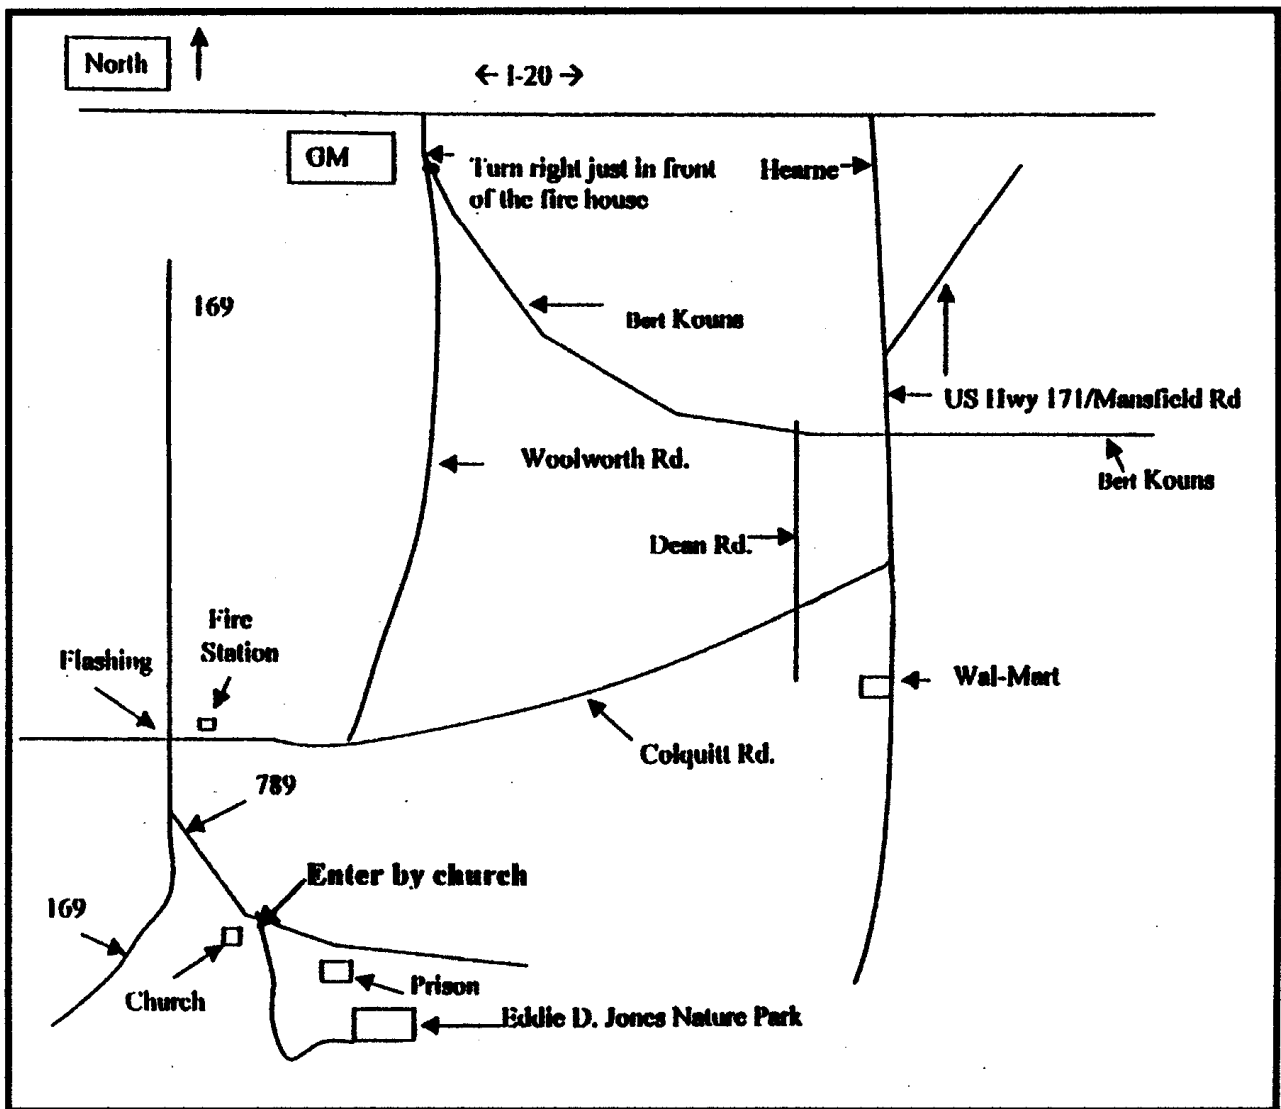 North
← I-20 →
GM
Turn right just in front
of the fire house
Hearne
169
Bert Kouns
US Hwy 171/Mansfield Rd
Woolworth Rd.
Bert Kouns
Dean Rd.
Fire
Station
Flashing
Wal-Mart
Colquitt Rd.
789
Enter by church
169
Prison
Church
Eddie D. Jones Nature Park